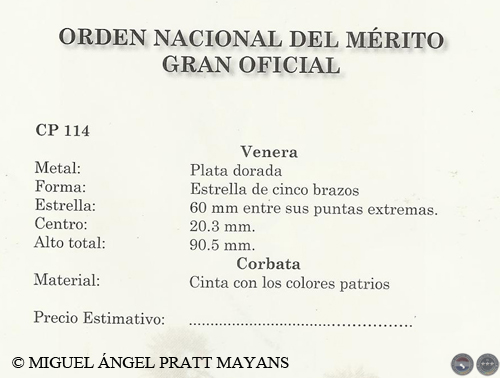 ORDEN NACIONAL DEL MÉRITO
GRAN OFICIAL
CP 114
Venera
Metal: Plata dorada
Forma: Estrella de cinco brazos
Estrella: 60 mm entre sus puntas extremas.
Centro: 20.3 mm.
Alto total: 90.5 mm.
Corbata
Material: Cinta con los colores patrios
Precio Estimativo: ..................................................
© MIGUEL ÁNGEL PRATT MAYANS